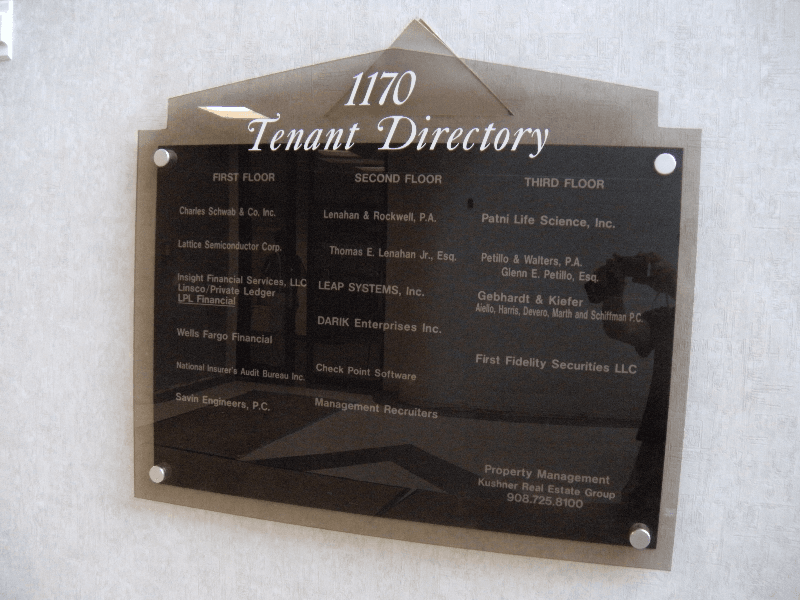 1170
Tenant Directory
FIRST FLOOR
Charles Schwab & Co. Inc.
Lattice Semiconductor Corp.
Insight Financial Services, LLC
Linsco/Private Ledger
LPL Financial
Wells Fargo Financial
National Insurer's Audit Bureau Inc.
Savin Engineers, P.C.
SECOND FLOOR
Lenahan & Rockwell, P.A.
Thomas E. Lenahan Jr., Esq.
LEAP SYSTEMS, Inc.
DARIK Enterprises Inc.
Check Point Software
Management Recruiters
THIRD FLOOR
Patni Life Science, Inc.
Petillo & Walters, P.A.
Glenn E. Petillo, Esq.
Gebhardt & Kiefer
Aiello, Harris, Devero, Marth and Schiffman P.C.
First Fidelity Securities LLC
Property Management
Kushner Real Estate Group
908.725.8100